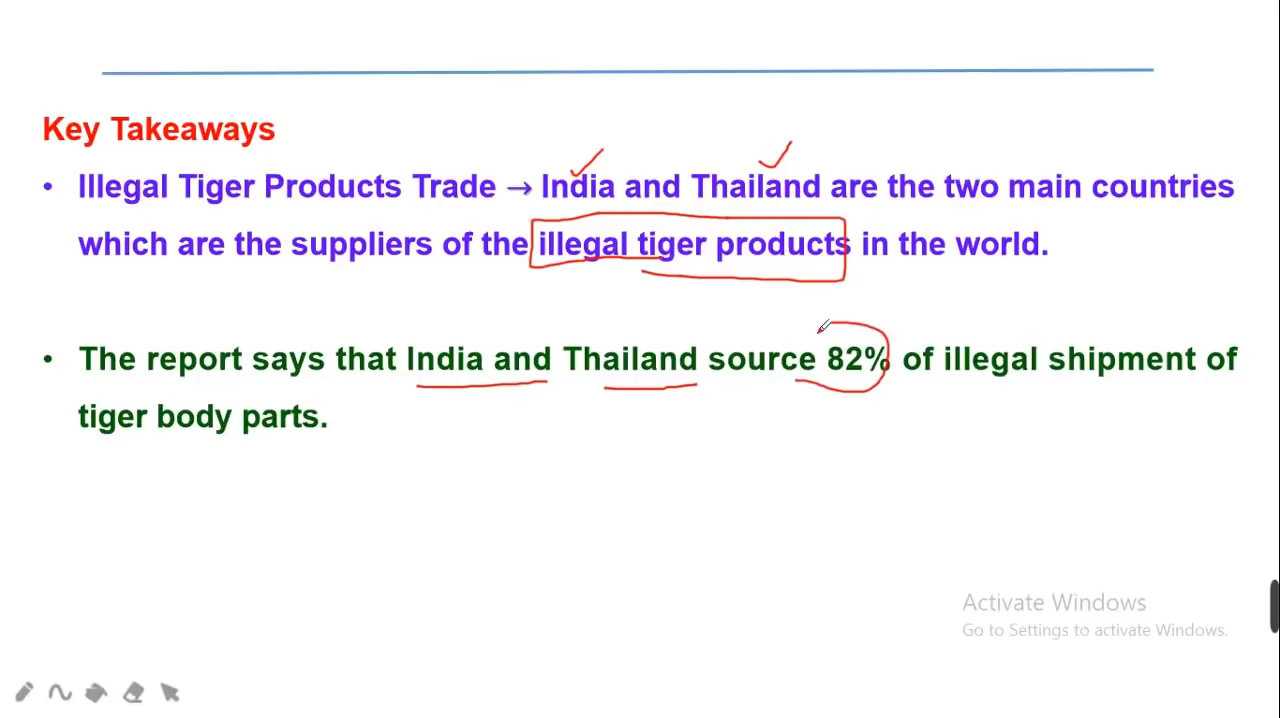 Key Takeaways
• Illegal Tiger Products Trade → India and Thailand are the two main countries
which are the suppliers of the illegal tiger products in the world.
• The report says that India and Thailand source 82% of illegal shipment of
tiger body parts.
Activate Windows
Go to Settings to activate Windows.